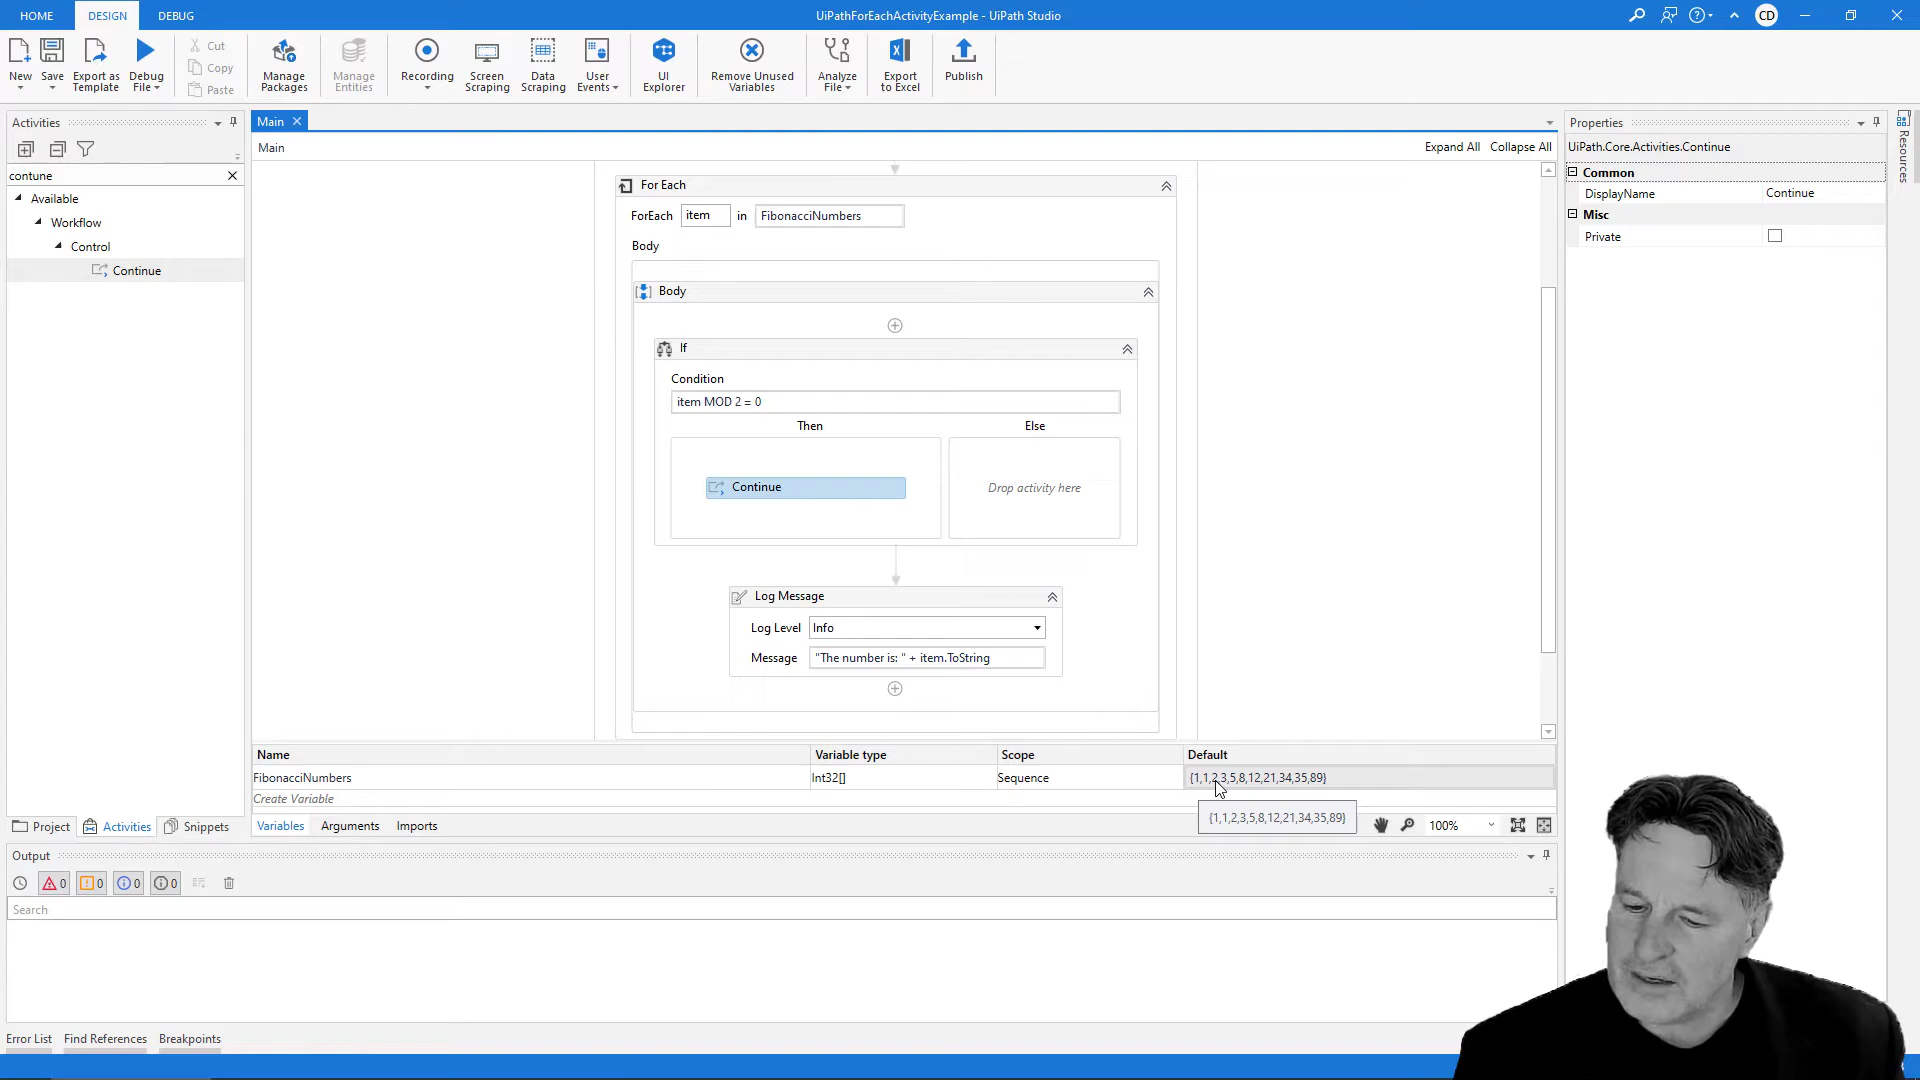 HOME DESIGN DEBUG UiPathForEachActivityExample - UiPath Studio CD
New Save Export as Template Debug File Cut Copy Paste Manage Packages Manage Entities Recording Screen Scraping Data Scraping User Events UI Explorer Remove Unused Variables Analyze File Export to Excel Publish
Activities
contune
Available
Workflow
Control
Continue
Project Activities Snippets
Main
Main Expand All Collapse All
For Each
ForEach item in FibonacciNumbers
Body
Body
If
Condition
item MOD 2 = 0
Then Else
Continue Drop activity here
Log Message
Log Level Info
Message "The number is: " + item.ToString
Name Variable type Scope Default
FibonacciNumbers Int32[] Sequence {1,1,2,3,5,8,12,21,34,35,89}
Create Variable
{1,1,2,3,5,8,12,21,34,35,89}
Variables Arguments Imports 100%
Properties
UiPath.Core.Activities.Continue
Common
DisplayName Continue
Misc
Private
Resources
Output
0 0 0 0
Search
Error List Find References Breakpoints